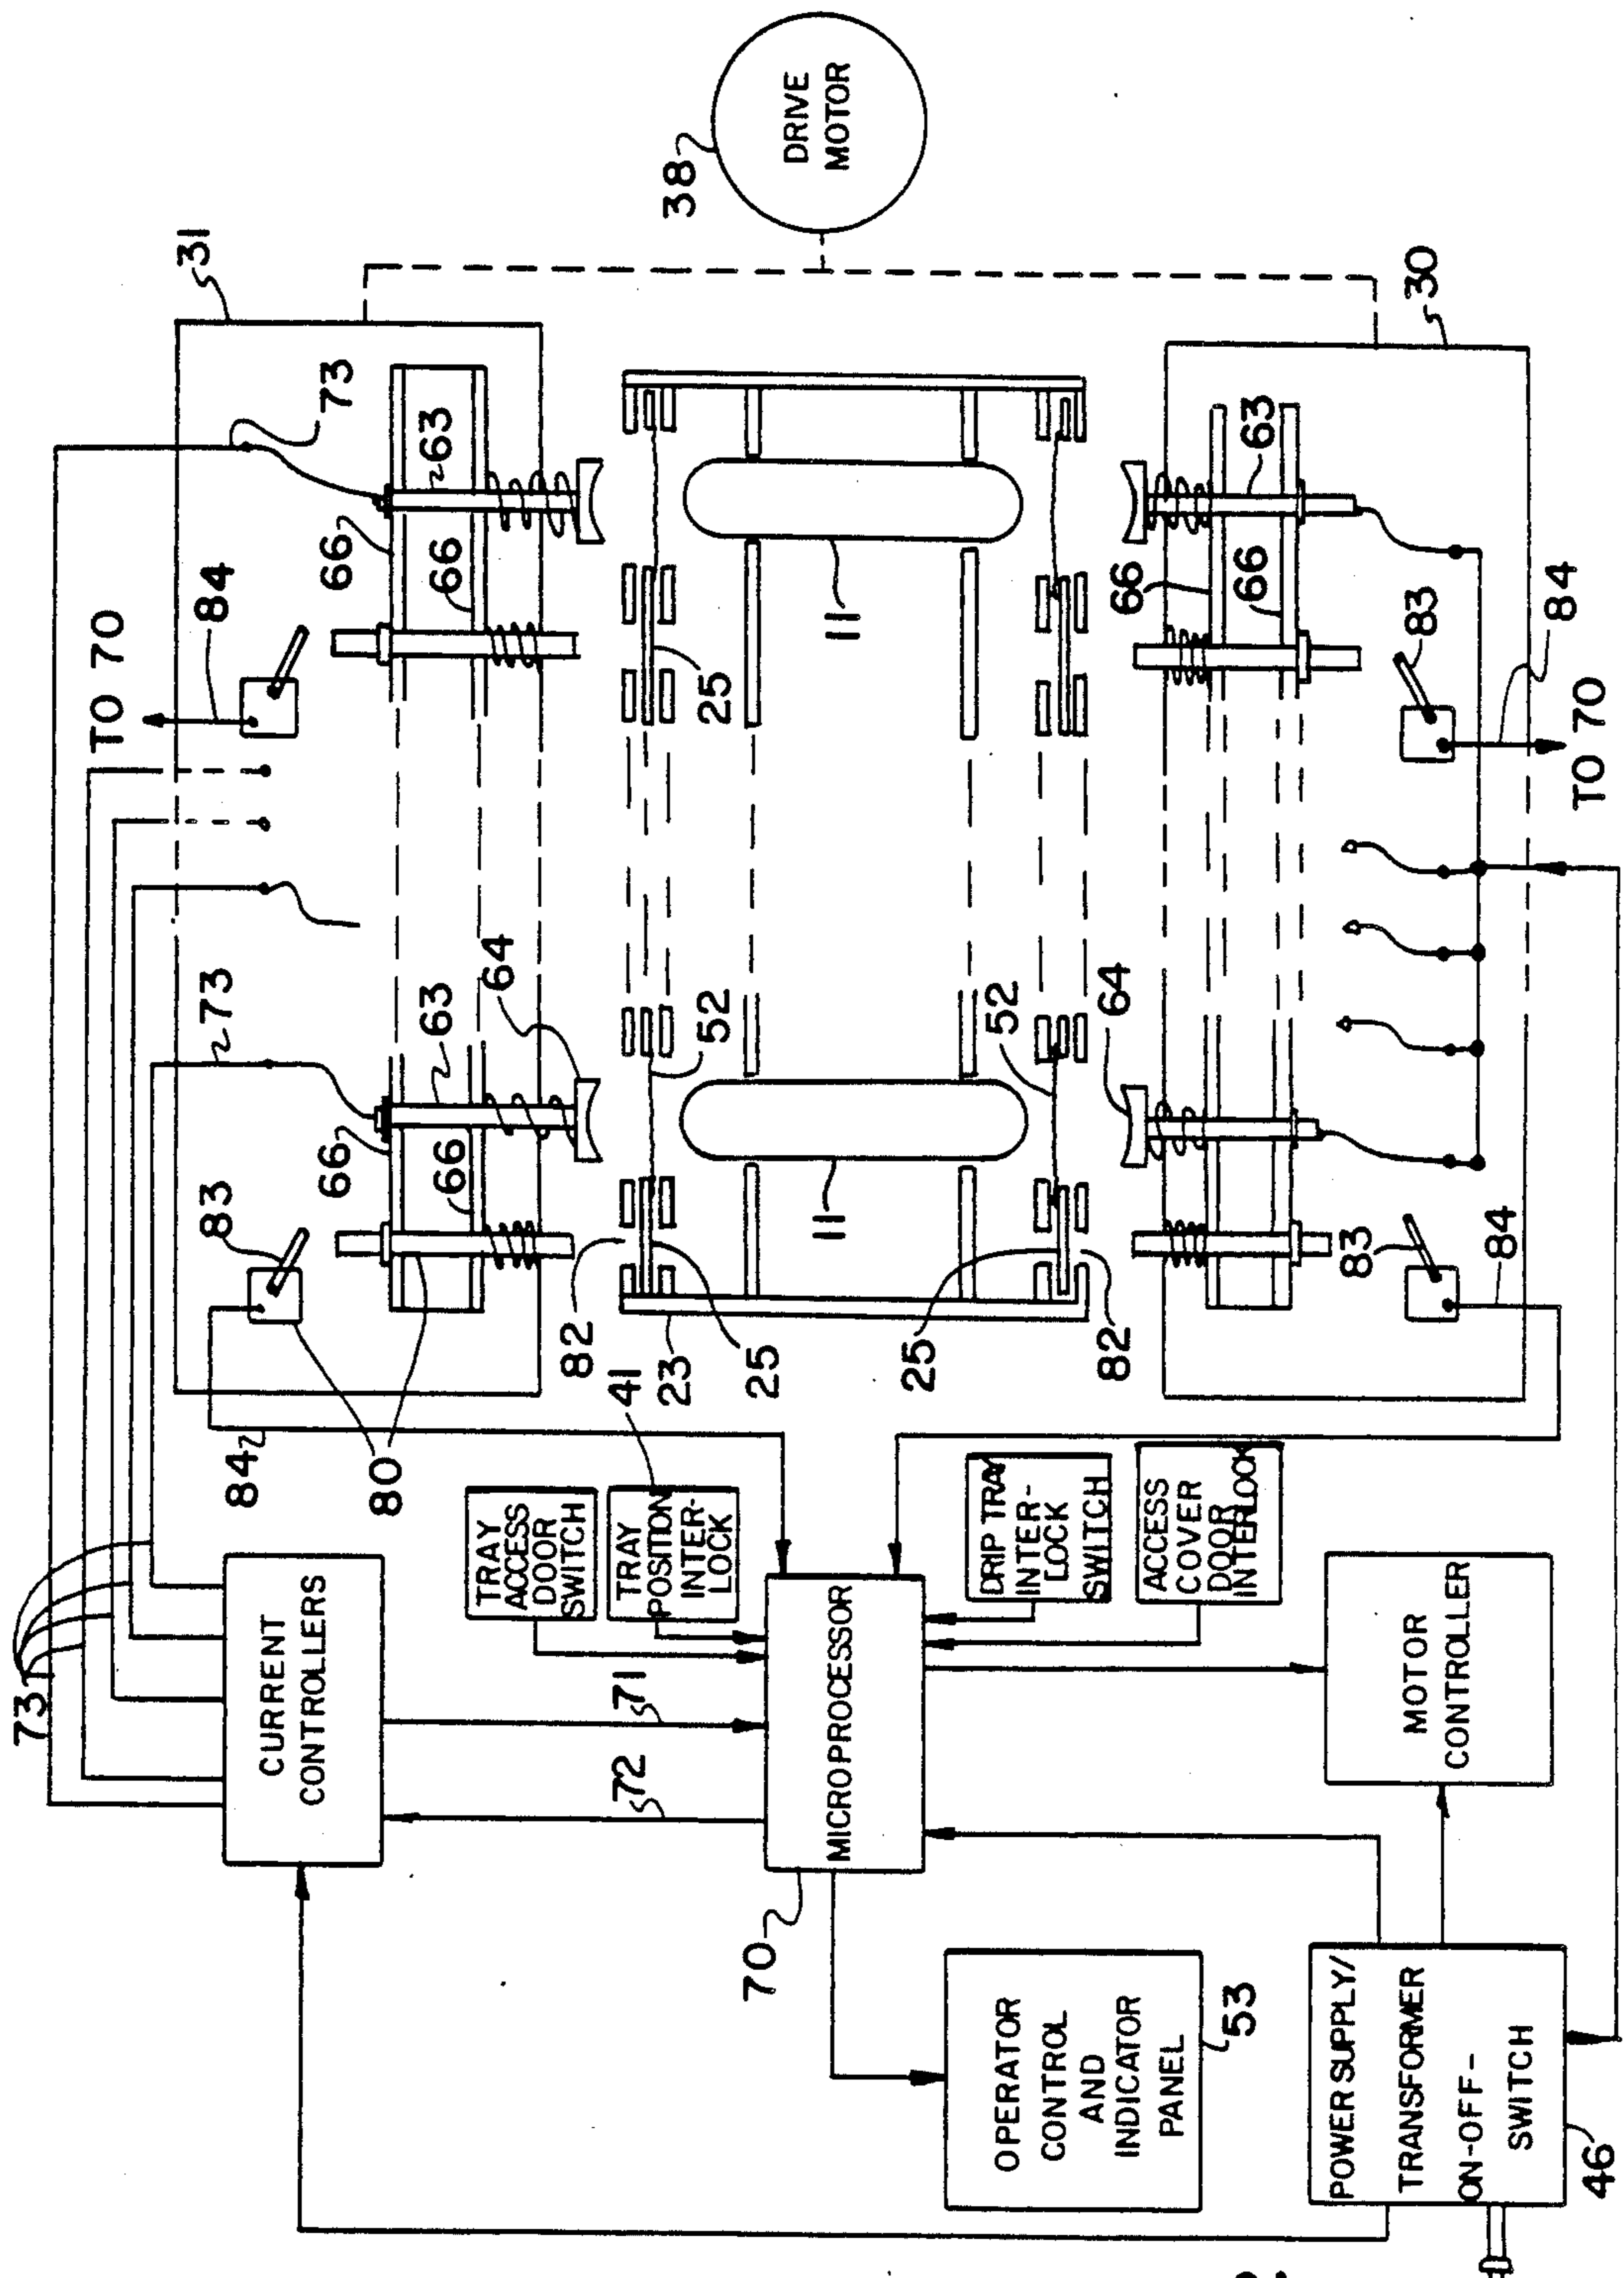 73
84
80
83
73
84
TO 70
73
31
CURRENT
CONTROLLERS
66
66
63
64
66
66
63
72
71
TRAY
ACCESS
DOOR
SWITCH
TRAY
POSITION
INTER-
LOCK
41
82
23
25
52
25
38
DRIVE
MOTOR
70
MICROPROCESSOR
11
11
53
OPERATOR
CONTROL
AND
INDICATOR
PANEL
DRIP TRAY
INTER-
LOCK
SWITCH
ACCESS
COVER
DOOR
INTERLOCK
25
82
52
64
66
66
63
30
83
84
83
84
TO 70
46
POWER SUPPLY/
TRANSFORMER
ON-OFF-
SWITCH
MOTOR
CONTROLLER